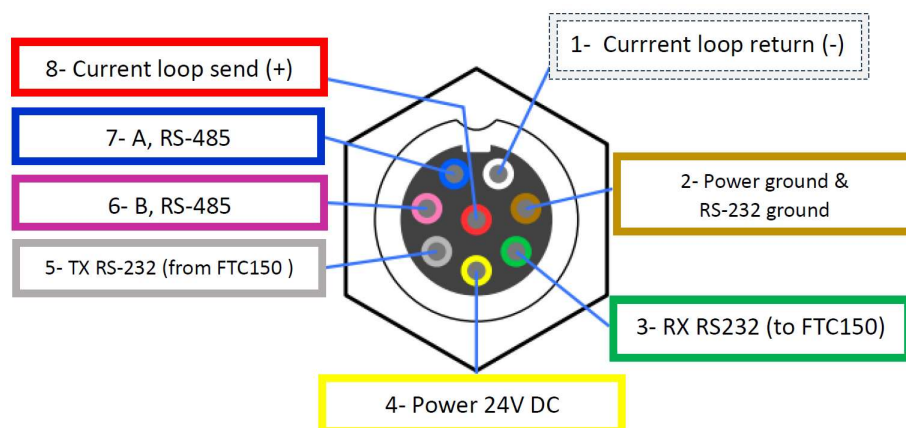 1- Currrent loop return (-)
8- Current loop send (+)
7- A, RS-485
2- Power ground &
RS-232 ground
6- B, RS-485
5- TX RS-232 (from FTC150 )
3- RX RS232 (to FTC150)
4- Power 24V DC